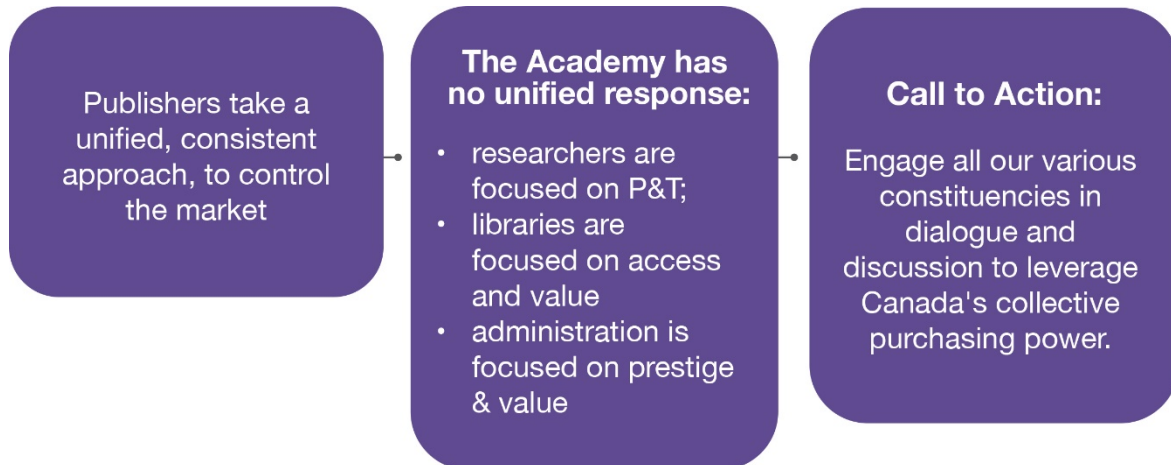 Publishers take a
unified, consistent
approach, to control
the market
The Academy has
no unified response:
• researchers are
focused on P&T;
• libraries are
focused on access
and value
• administration is
focused on prestige
& value
Call to Action:
Engage all our various
constituencies in
dialogue and
discussion to leverage
Canada's collective
purchasing power.